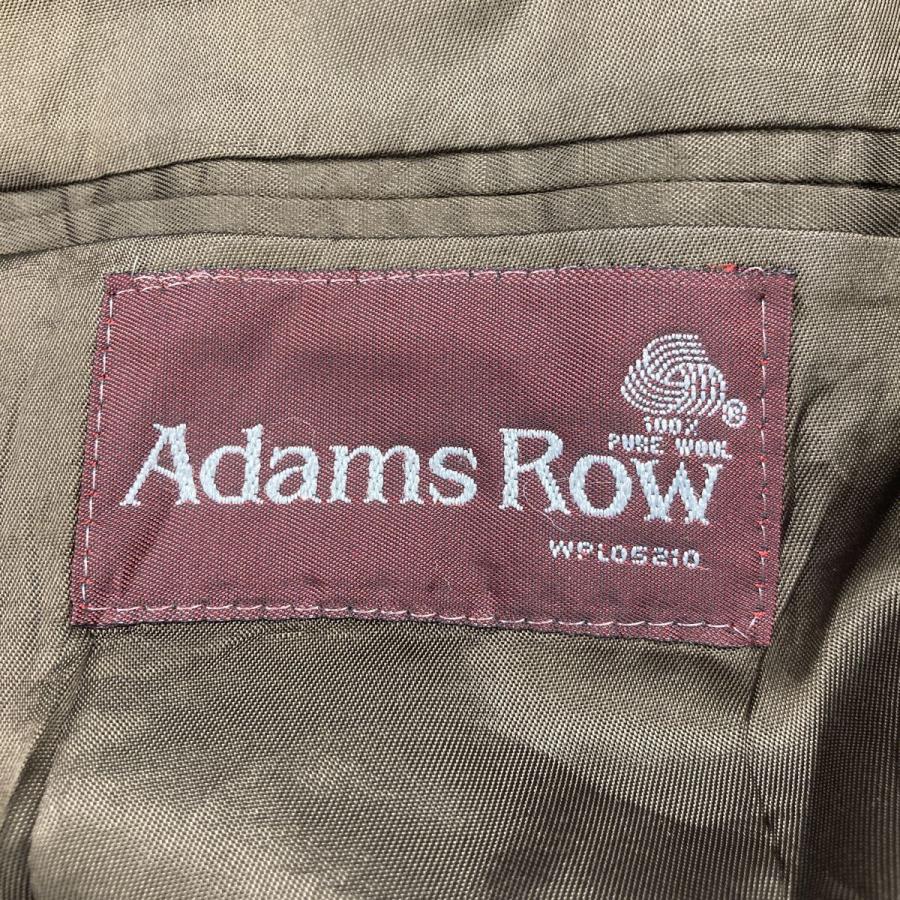 ®
100%
PURE WOOL
Adams Row
WPL05210